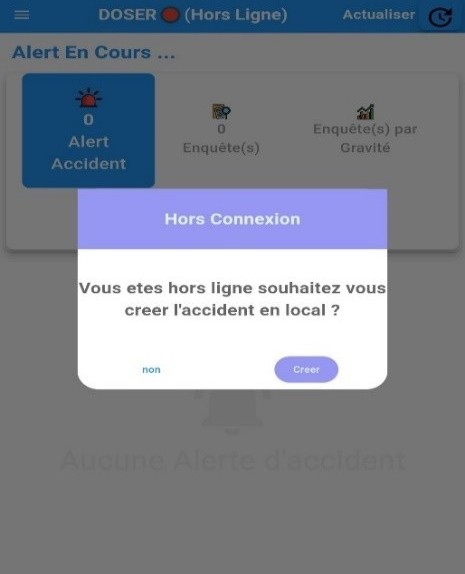 DOSER (Hors Ligne)
Actualiser
Alert En Cours ...
0
Alert
Accident
0
Enquête(s)
Enquête(s) par
Gravité
Hors Connexion
Vous etes hors ligne souhaitez vous
creer l'accident en local ?
non
Creer
Aucune Alerte d'accident